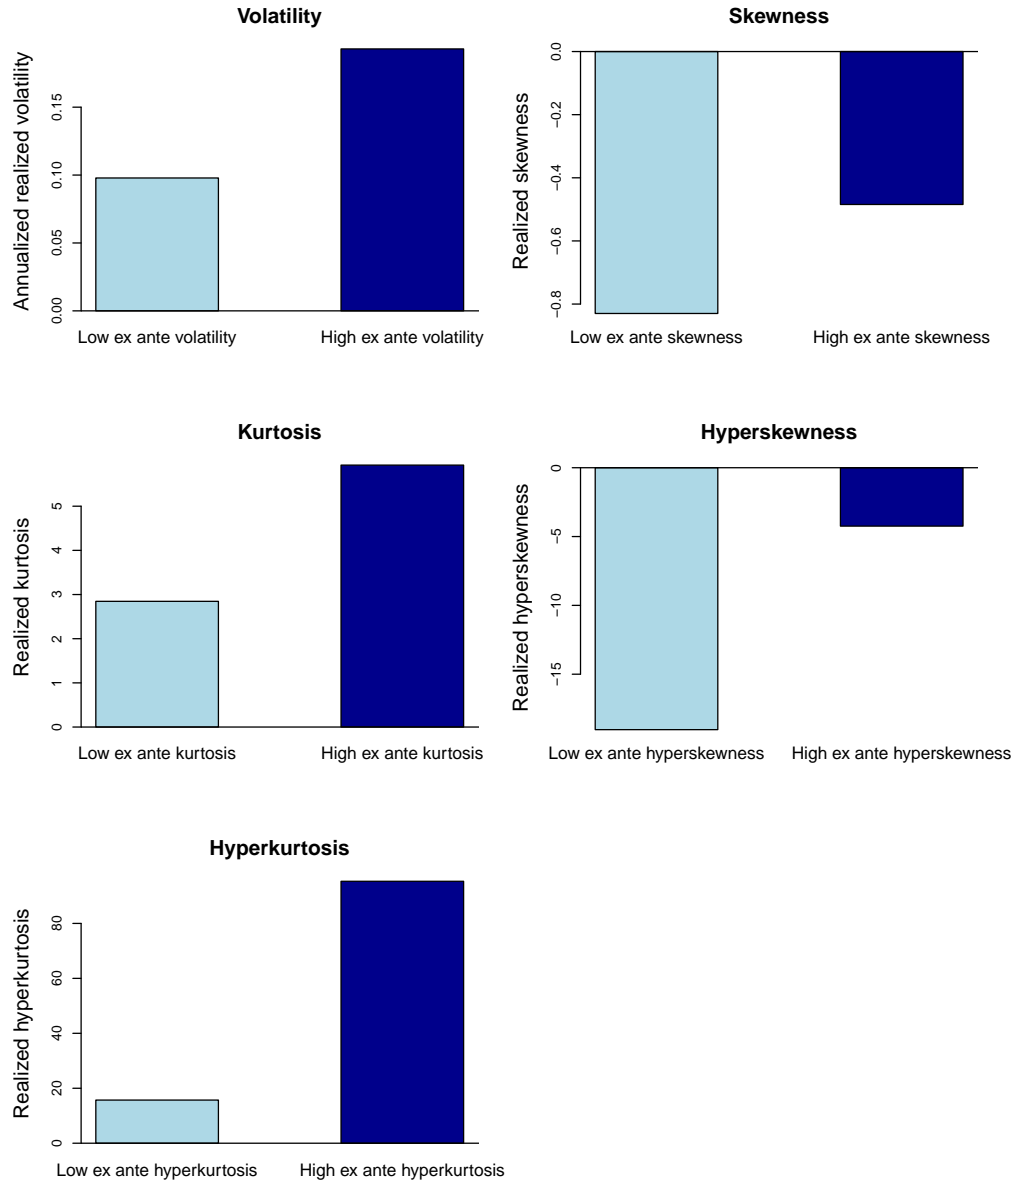 Volatility
Annualized realized volatility
0.15
0.10
0.05
0.00
Low ex ante volatility
High ex ante volatility
Skewness
Realized skewness
0.0
−0.2
−0.4
−0.6
−0.8
Low ex ante skewness
High ex ante skewness
Kurtosis
Realized kurtosis
5
4
3
2
1
0
Low ex ante kurtosis
High ex ante kurtosis
Hyperskewness
Realized hyperskewness
0
−5
−10
−15
Low ex ante hyperskewness
High ex ante hyperskewness
Hyperkurtosis
Realized hyperkurtosis
80
60
40
20
0
Low ex ante hyperkurtosis
High ex ante hyperkurtosis